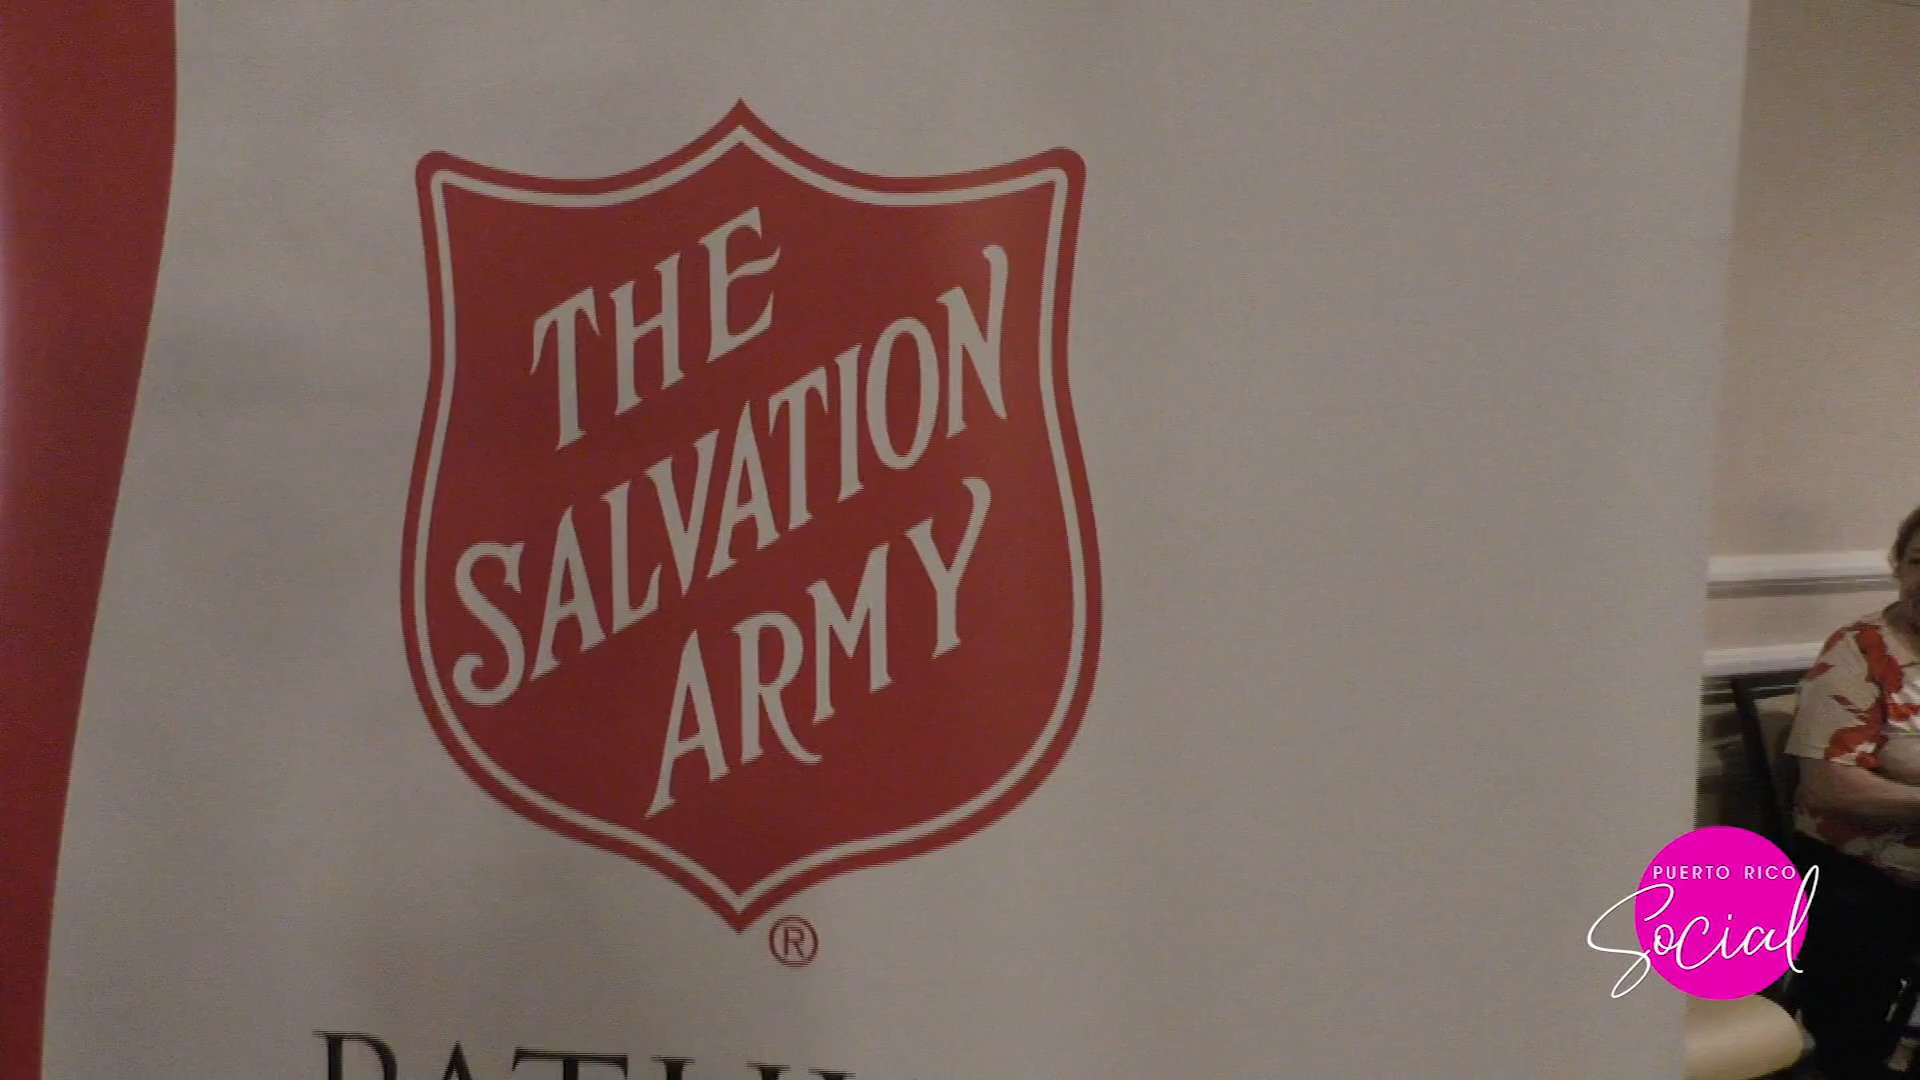 THE
SALVATION
ARMY
®
PUERTO RICO
Social